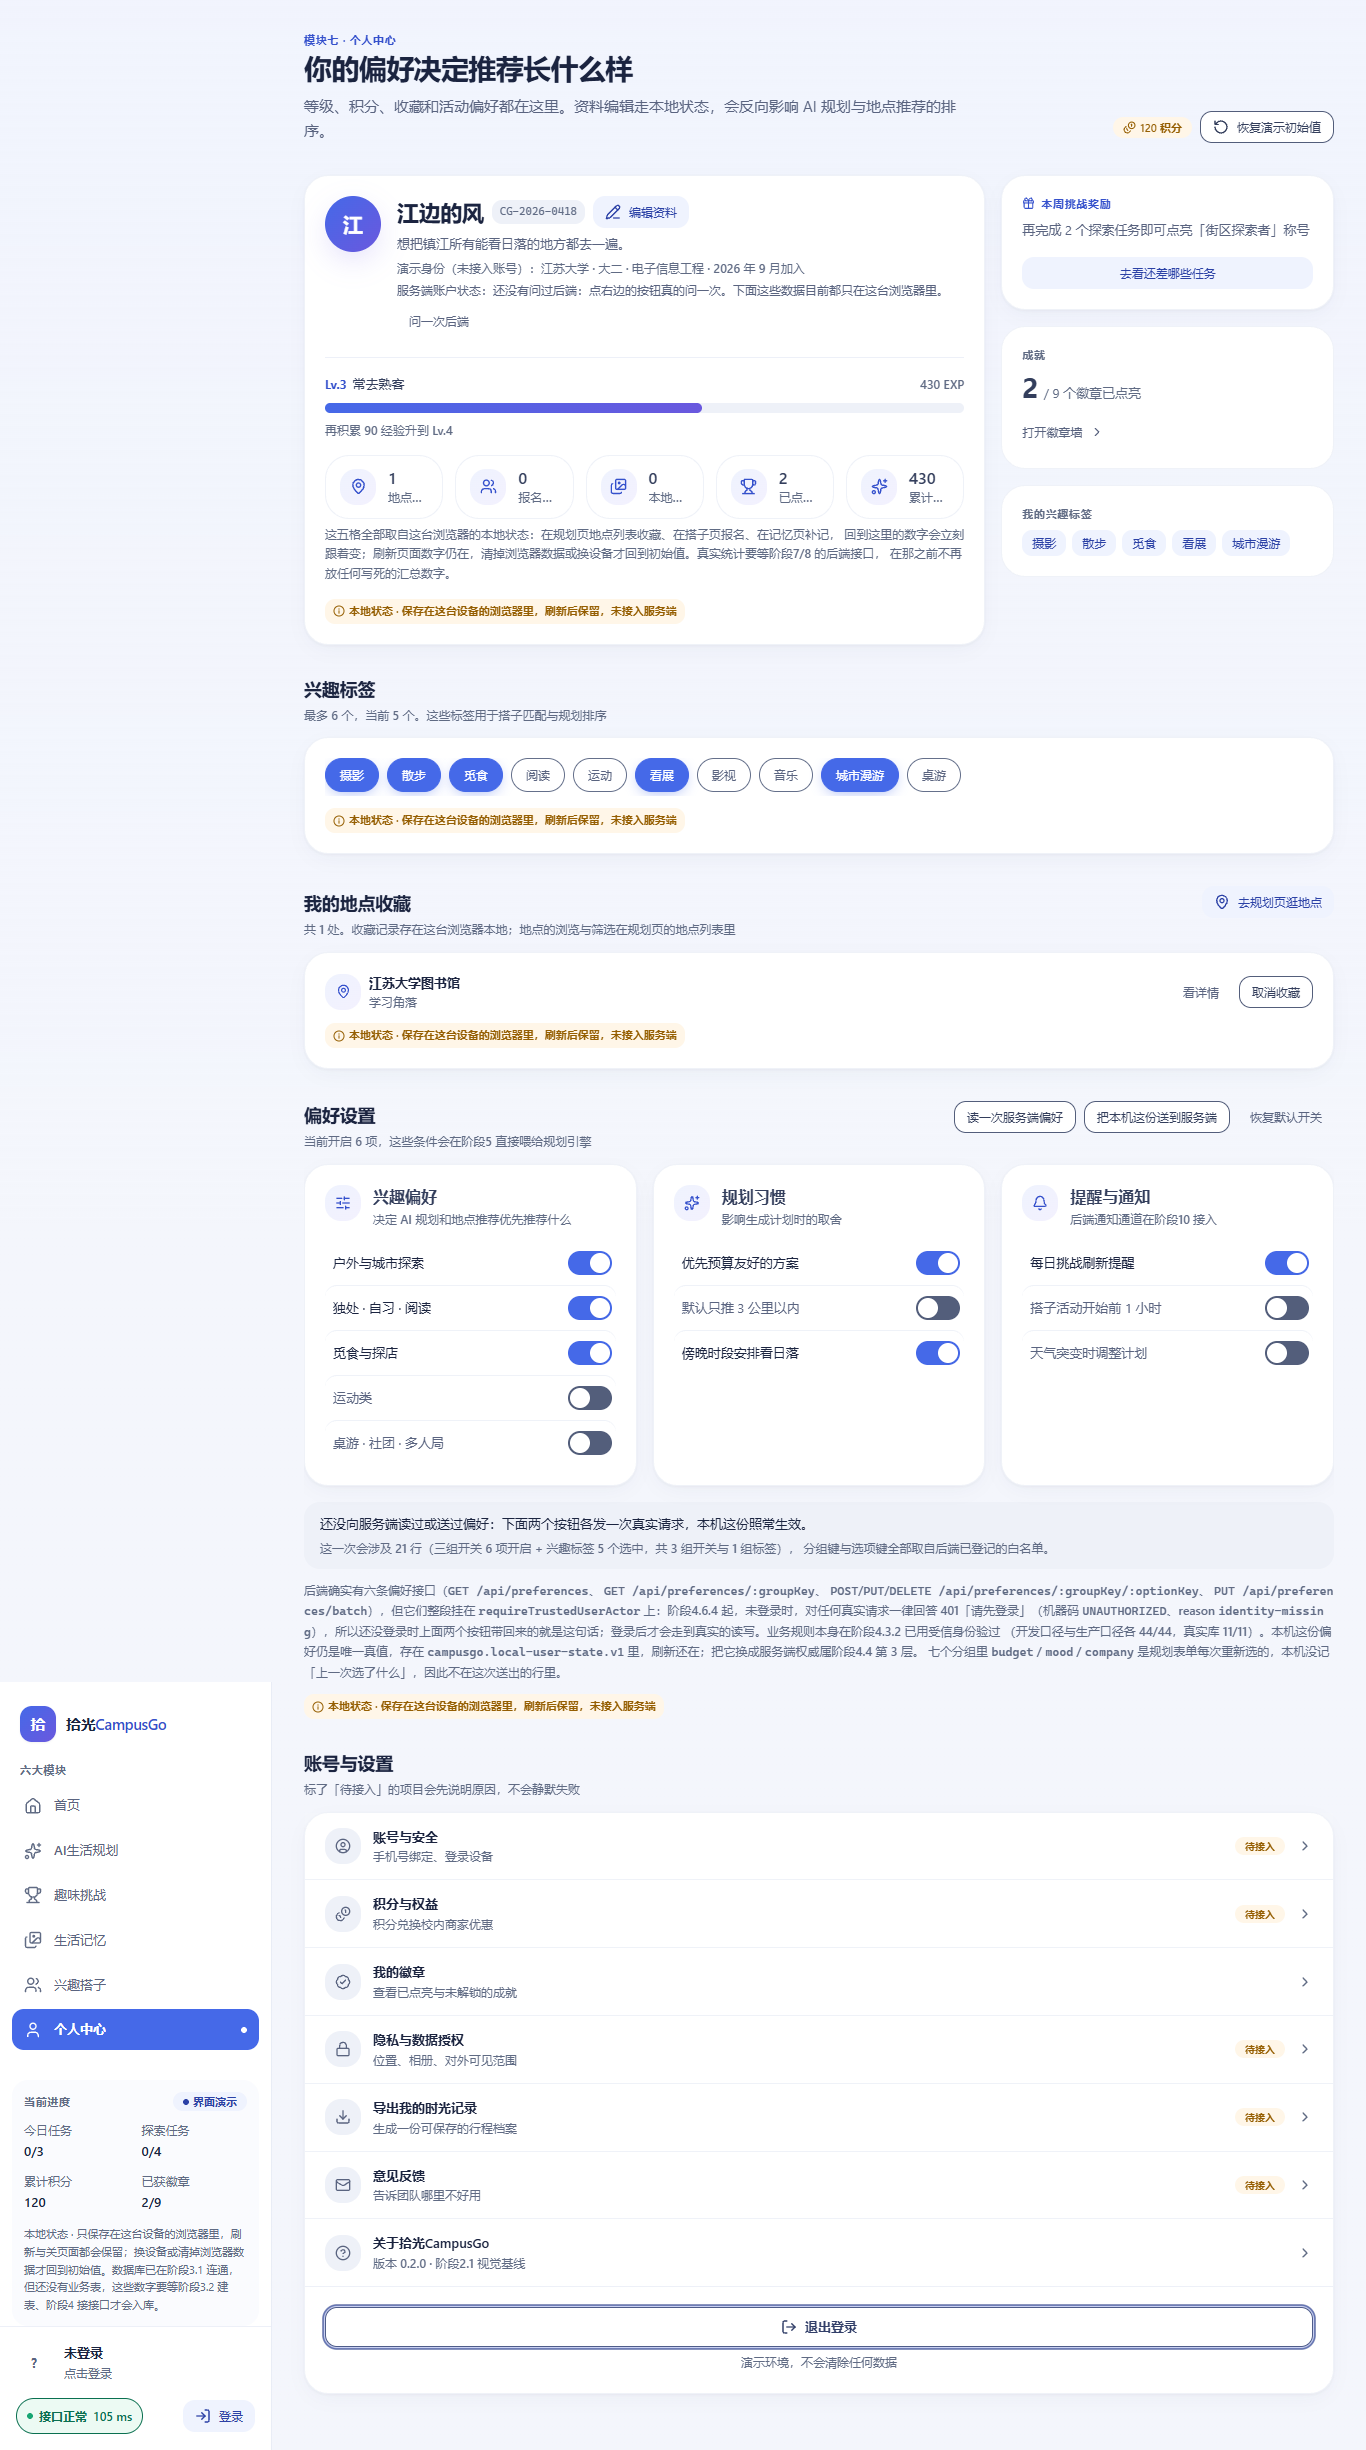 模块七 · 个人中心
你的偏好决定推荐长什么样
等级、积分、收藏和活动偏好都在这里。资料编辑走本地状态，会反向影响 AI 规划与地点推荐的排
序。
120 积分
恢复演示初始值
江
江边的风
CG-2026-0418
编辑资料
想把镇江所有能看日落的地方都去一遍。
演示身份（未接入账号）：江苏大学 · 大二 · 电子信息工程 · 2026 年 9 月加入
服务端账户状态：还没有问过后端：点右边的按钮真的问一次。下面这些数据目前都只在这台浏览器里。
问一次后端
Lv.3 常去熟客
430 EXP
再积累 90 经验升到 Lv.4
1
地点...
0
报名...
0
本地...
2
已点...
430
累计...
这五格全部取自这台浏览器的本地状态：在规划页地点列表收藏、在搭子页报名、在记忆页补记， 回到这里的数字会立刻
跟着变；刷新页面数字仍在，清掉浏览器数据或换设备才回到初始值。真实统计要等阶段7/8 的后端接口， 在那之前不再
放任何写死的汇总数字。
本地状态 · 保存在这台设备的浏览器里，刷新后保留，未接入服务端
本周挑战奖励
再完成 2 个探索任务即可点亮「街区探索者」称号
去看还差哪些任务
成就
2 / 9 个徽章已点亮
打开徽章墙
我的兴趣标签
摄影
散步
觅食
看展
城市漫游
兴趣标签
最多 6 个，当前 5 个。这些标签用于搭子匹配与规划排序
摄影
散步
觅食
阅读
运动
看展
影视
音乐
城市漫游
桌游
本地状态 · 保存在这台设备的浏览器里，刷新后保留，未接入服务端
我的地点收藏
共 1 处。收藏记录存在这台浏览器本地；地点的浏览与筛选在规划页的地点列表里
去规划页逛地点
江苏大学图书馆
学习角落
看详情
取消收藏
本地状态 · 保存在这台设备的浏览器里，刷新后保留，未接入服务端
偏好设置
当前开启 6 项，这些条件会在阶段5 直接喂给规划引擎
读一次服务端偏好
把本机这份送到服务端
恢复默认开关
兴趣偏好
决定 AI 规划和地点推荐优先推荐什么
户外与城市探索
独处 · 自习 · 阅读
觅食与探店
运动类
桌游 · 社团 · 多人局
规划习惯
影响生成计划时的取舍
优先预算友好的方案
默认只推 3 公里以内
傍晚时段安排看日落
提醒与通知
后端通知通道在阶段10 接入
每日挑战刷新提醒
搭子活动开始前 1 小时
天气突变时调整计划
还没向服务端读过或送过偏好：下面两个按钮各发一次真实请求，本机这份照常生效。
这一次会涉及 21 行（三组开关 6 项开启 + 兴趣标签 5 个选中，共 3 组开关与 1 组标签）， 分组键与选项键全部取自后端已登记的白名单。
后端确实有六条偏好接口（GET /api/preferences、 GET /api/preferences/:groupKey、 POST/PUT/DELETE /api/preferences/:groupKey/:optionKey、 PUT /api/preferen
ces/batch），但它们整段挂在 requireTrustedUserActor 上：阶段4.6.4 起，未登录时，对任何真实请求一律回答 401「请先登录」（机器码 UNAUTHORIZED、reason identity-missin
g），所以还没登录时上面两个按钮带回来的就是这句话；登录后才会走到真实的读写。业务规则本身在阶段4.3.2 已用受信身份验过 （开发口径与生产口径各 44/44，真实库 11/11）。本机这份偏
好仍是唯一真值，存在 campusgo.local-user-state.v1 里，刷新还在；把它换成服务端权威属阶段4.4 第 3 层。 七个分组里 budget / mood / company 是规划表单每次重新选的，本机没记
「上一次选了什么」，因此不在这次送出的行里。
本地状态 · 保存在这台设备的浏览器里，刷新后保留，未接入服务端
账号与设置
标了「待接入」的项目会先说明原因，不会静默失败
账号与安全
手机号绑定、登录设备
待接入
积分与权益
积分兑换校内商家优惠
待接入
我的徽章
查看已点亮与未解锁的成就
隐私与数据授权
位置、相册、对外可见范围
待接入
导出我的时光记录
生成一份可保存的行程档案
待接入
意见反馈
告诉团队哪里不好用
待接入
关于拾光CampusGo
版本 0.2.0 · 阶段2.1 视觉基线
退出登录
演示环境，不会清除任何数据
拾
拾光CampusGo
六大模块
首页
AI生活规划
趣味挑战
生活记忆
兴趣搭子
个人中心
当前进度
界面演示
今日任务
0/3
探索任务
0/4
累计积分
120
已获徽章
2/9
本地状态 · 只保存在这台设备的浏览器里，刷
新与关页面都会保留；换设备或清掉浏览器数
据才回到初始值。数据库已在阶段3.1 连通，
但还没有业务表，这些数字要等阶段3.2 建
表、阶段4 接接口才会入库。
?
未登录
点击登录
接口正常 105 ms
登录